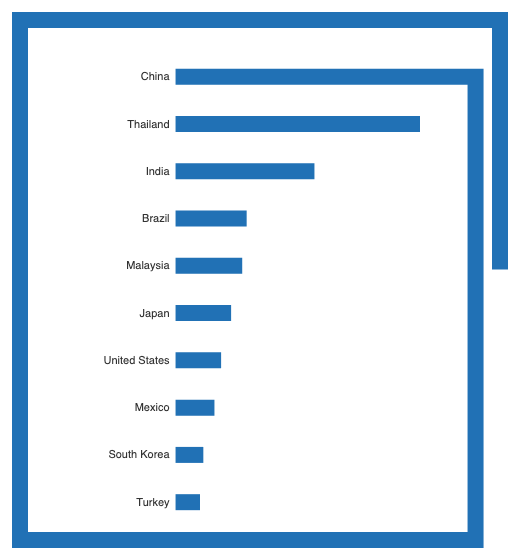 China
Thailand
India
Brazil
Malaysia
Japan
United States
Mexico
South Korea
Turkey